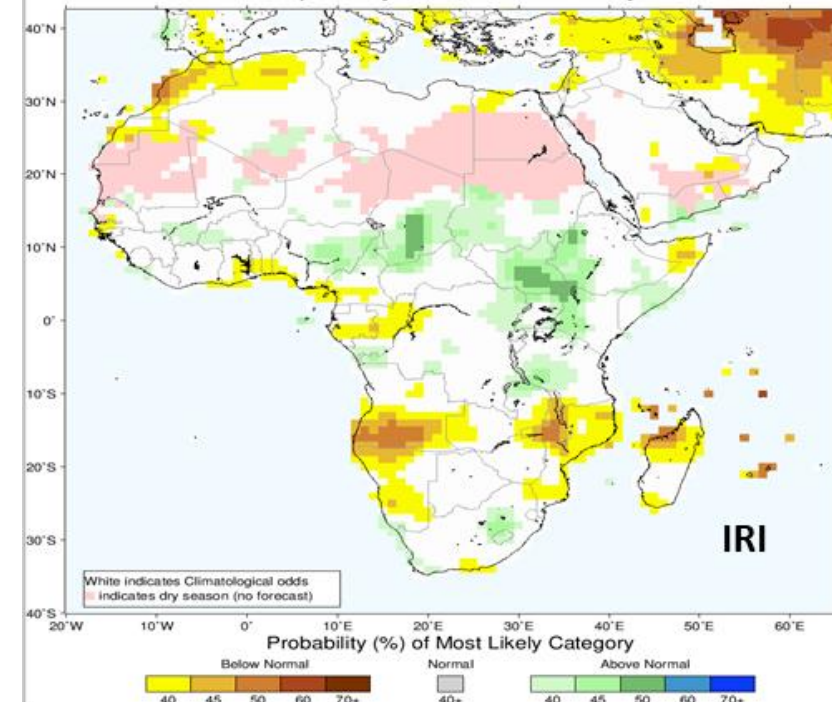 40°N
30°N
20°N
10°N
0°
10°S
20°S
30°S
40°S
IRI
White indicates Climatological odds
indicates dry season (no forecast)
20°W 10°W 0° 10°E 20°E 30°E 40°E 50°E 60°E
Probability (%) of Most Likely Category
Below Normal Normal Above Normal
40 45 50 60 70+ 40+ 40 45 50 60 70+